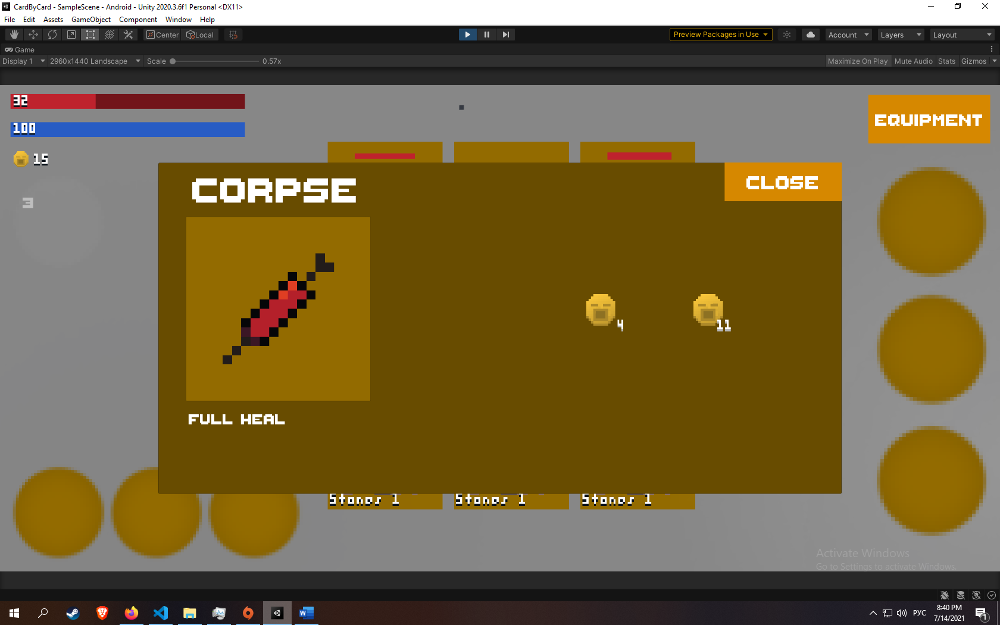 CardByCard - SampleScene - Android - Unity 2020.3.6f1 Personal <DX11>
File Edit Assets GameObject Component Window Help
Center Local Preview Packages in Use Account Layers Layout
Game
Display 1 2960x1440 Landscape Scale 0.57x Maximize On Play Mute Audio Stats Gizmos
32
100
15
3
EQUIPMENT
CORPSE
CLOSE
4
11
FULL HEAL
Stands 1 Stands 1 Stands 1
Activate Windows
Go to Settings to activate Windows.
РУС
8:40 PM
7/14/2021
1